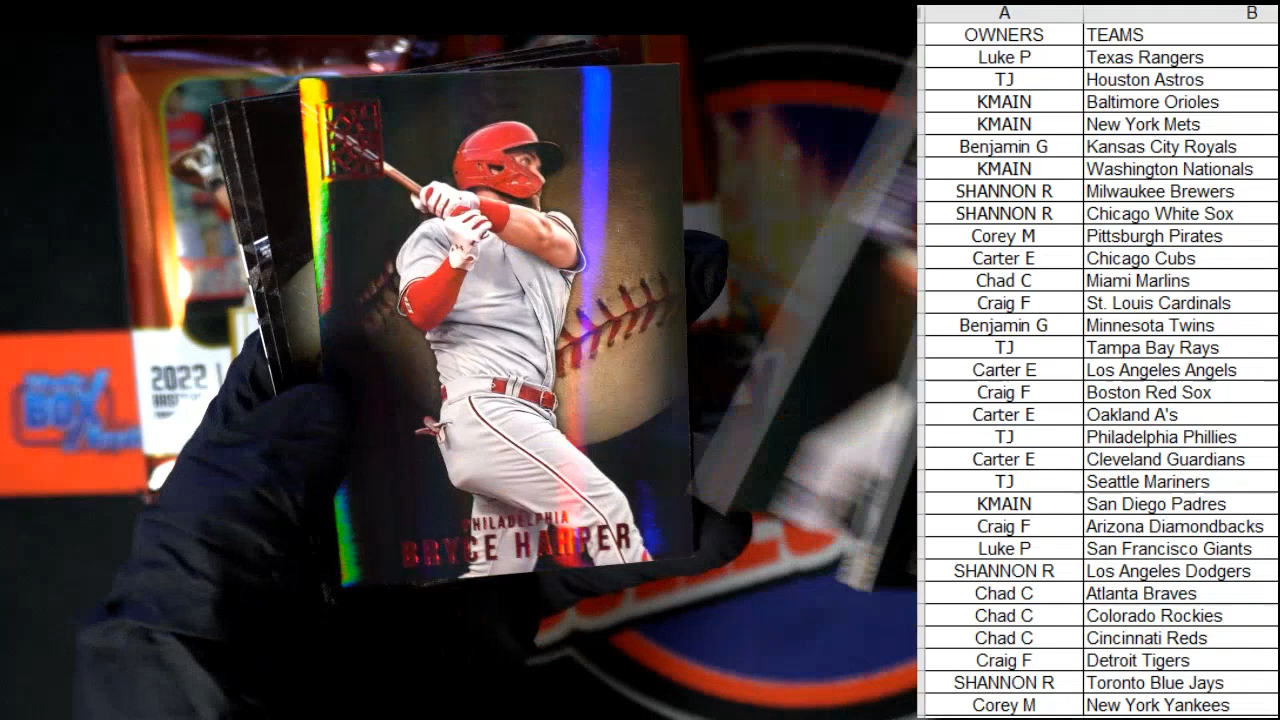 PHILADELPHIA
BRYCE HARPER
2022
BOX
A B
OWNERS TEAMS
Luke P Texas Rangers
TJ Houston Astros
KMAIN Baltimore Orioles
KMAIN New York Mets
Benjamin G Kansas City Royals
KMAIN Washington Nationals
SHANNON R Milwaukee Brewers
SHANNON R Chicago White Sox
Corey M Pittsburgh Pirates
Carter E Chicago Cubs
Chad C Miami Marlins
Craig F St. Louis Cardinals
Benjamin G Minnesota Twins
TJ Tampa Bay Rays
Carter E Los Angeles Angels
Craig F Boston Red Sox
Carter E Oakland A's
TJ Philadelphia Phillies
Carter E Cleveland Guardians
TJ Seattle Mariners
KMAIN San Diego Padres
Craig F Arizona Diamondbacks
Luke P San Francisco Giants
SHANNON R Los Angeles Dodgers
Chad C Atlanta Braves
Chad C Colorado Rockies
Chad C Cincinnati Reds
Craig F Detroit Tigers
SHANNON R Toronto Blue Jays
Corey M New York Yankees